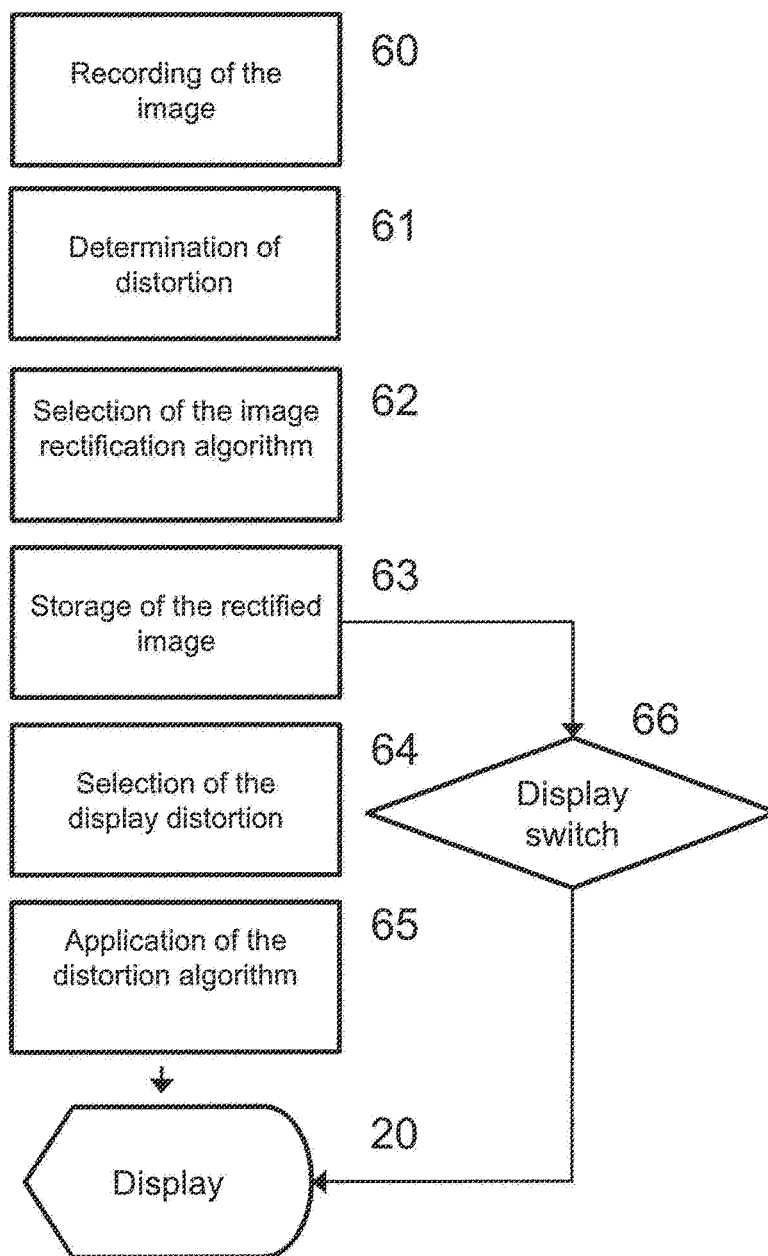 Recording of the
image
60
Determination of
distortion
61
Selection of the image
rectification algorithm
62
Storage of the rectified
image
63
Selection of the
display distortion
64
Display
switch
66
Application of the
distortion algorithm
65
Display
20